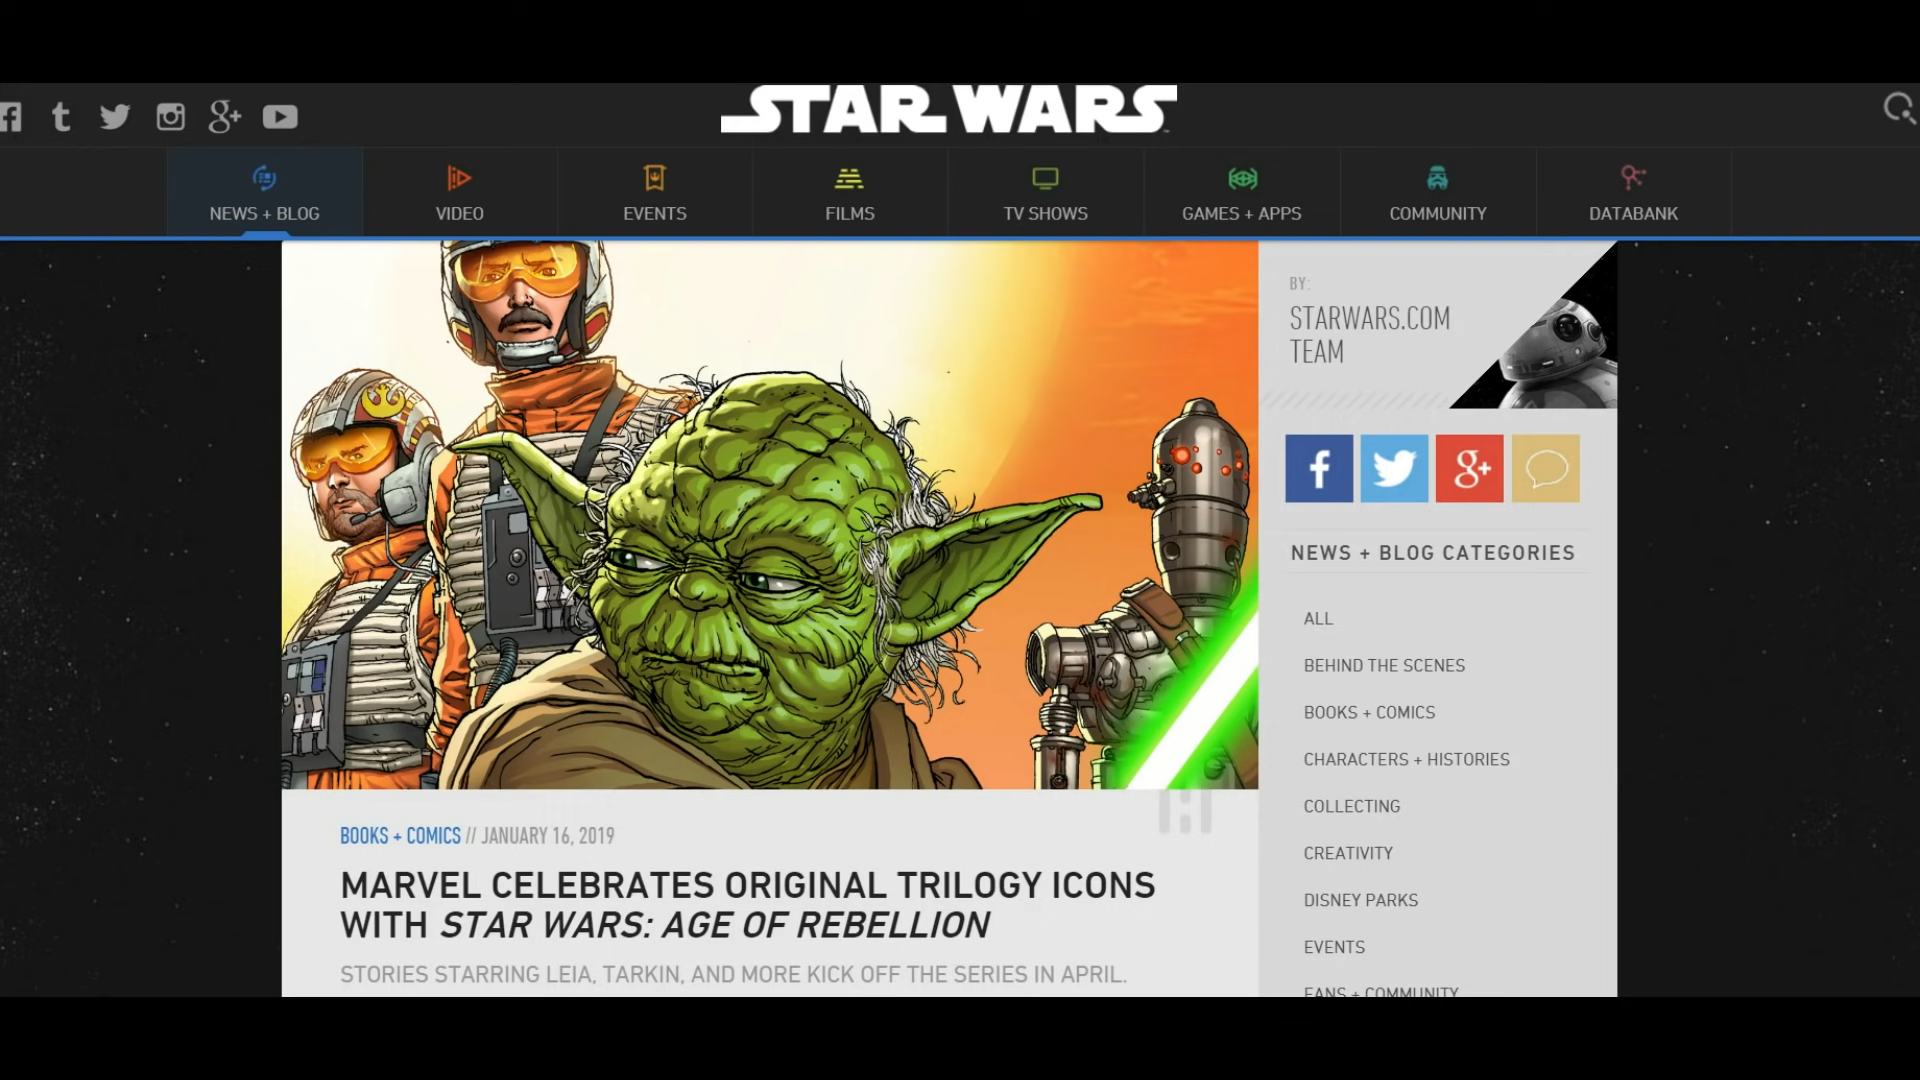 STAR WARS
NEWS + BLOG
VIDEO
EVENTS
FILMS
TV SHOWS
GAMES + APPS
COMMUNITY
DATABANK
BY:
STARWARS.COM
TEAM
NEWS + BLOG CATEGORIES
ALL
BEHIND THE SCENES
BOOKS + COMICS
CHARACTERS + HISTORIES
COLLECTING
CREATIVITY
DISNEY PARKS
EVENTS
FANS + COMMUNITY
BOOKS + COMICS // JANUARY 16, 2019
MARVEL CELEBRATES ORIGINAL TRILOGY ICONS
WITH STAR WARS: AGE OF REBELLION
STORIES STARRING LEIA, TARKIN, AND MORE KICK OFF THE SERIES IN APRIL.